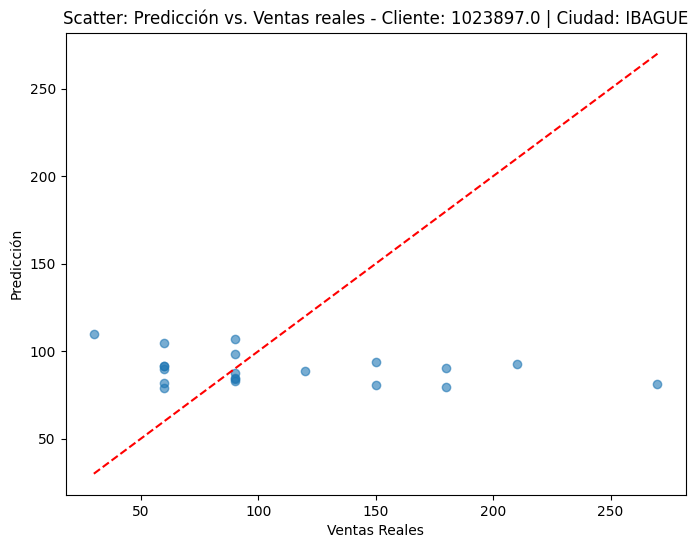 Scatter: Predicción vs. Ventas reales - Cliente: 1023897.0 | Ciudad: IBAGUE
250
200
150
100
50
Predicción
50 100 150 200 250
Ventas Reales